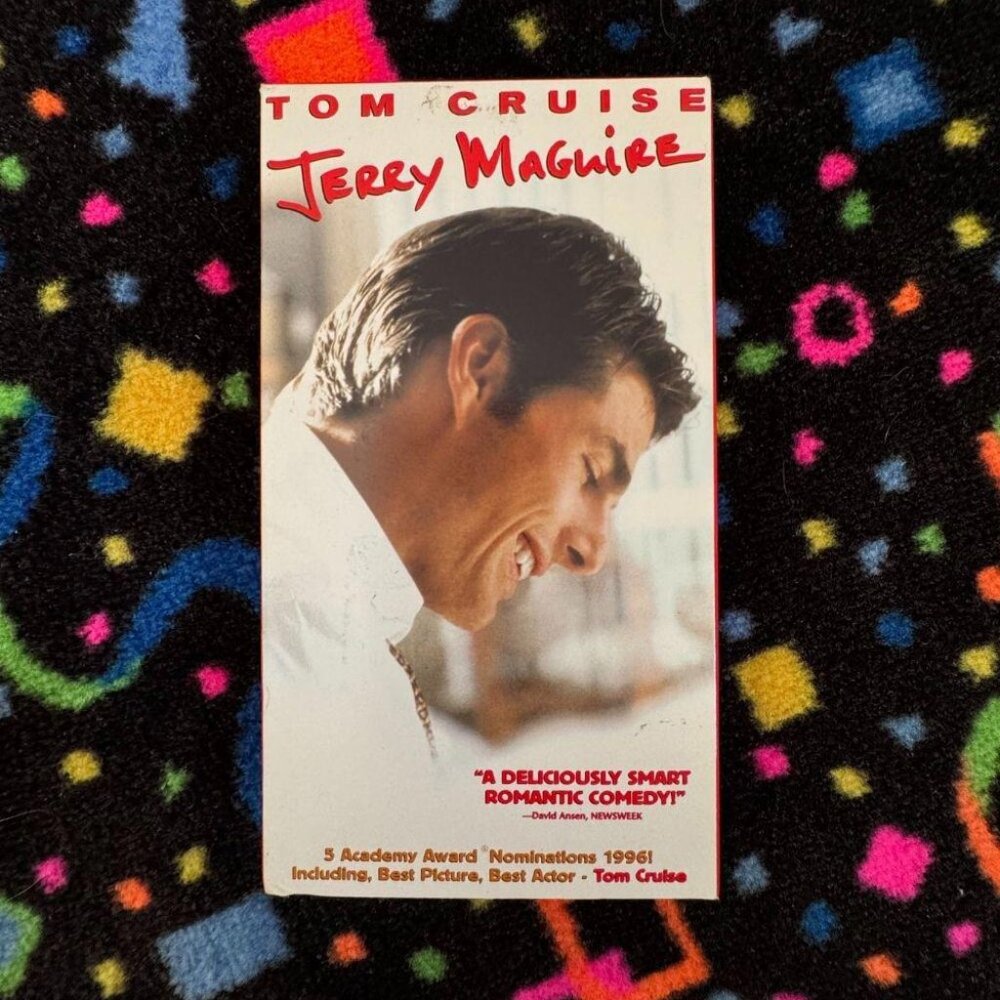 TOM CRUISE
JERRY MAGUIRE
"A DELICIOUSLY SMART
ROMANTIC COMEDY!"
—David Ansen, NEWSWEEK
5 Academy Award® Nominations 1996!
Including, Best Picture, Best Actor - Tom Cruise